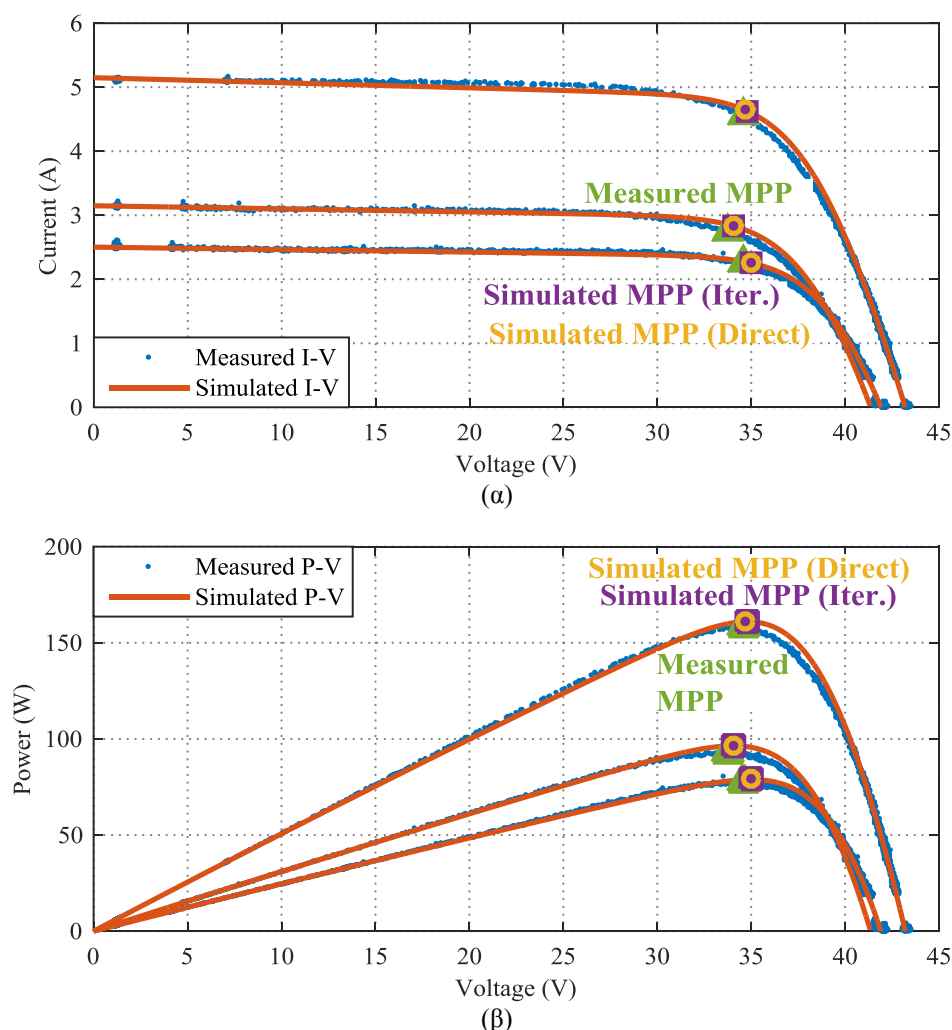 6
5
4
3
2
1
0
Current (A)
Measured MPP
Simulated MPP (Iter.)
Simulated MPP (Direct)
Measured I-V
Simulated I-V
0 5 10 15 20 25 30 35 40 45
Voltage (V)
(α)
200
150
100
50
0
Power (W)
Measured P-V
Simulated P-V
Simulated MPP (Direct)
Simulated MPP (Iter.)
Measured
MPP
0 5 10 15 20 25 30 35 40 45
Voltage (V)
(β)